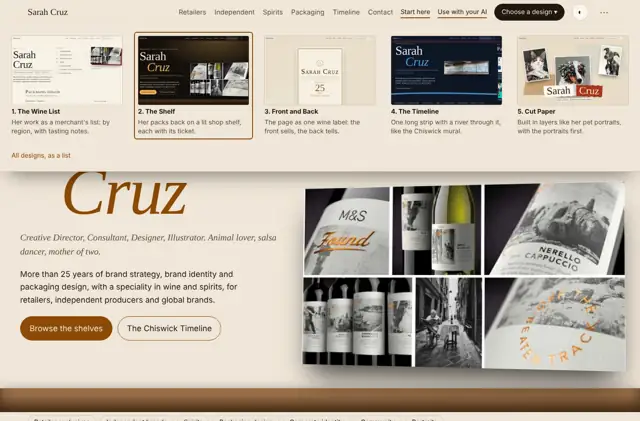 Sarah Cruz
Retailers Independent Spirits Packaging Timeline Contact Start here Use with your AI Choose a design ▾ ...
Sarah
Cruz
Sarah
Cruz
SARAH CRUZ
25
Sarah
Cruz
Sarah Cruz
1. The Wine List
Her work as a merchant's list: by
region, with tasting notes.
2. The Shelf
Her packs back on a lit shop shelf,
each with its ticket.
3. Front and Back
The page as one wine label: the
front sells, the back tells.
4. The Timeline
One long strip with a river through it,
like the Chiswick mural.
5. Cut Paper
Built in layers like her pet portraits,
with the portraits first.
All designs, as a list
Cruz
Creative Director, Consultant, Designer, Illustrator. Animal lover, salsa
dancer, mother of two.
More than 25 years of brand strategy, brand identity and
packaging design, with a speciality in wine and spirits, for
retailers, independent producers and global brands.
Browse the shelves
The Chiswick Timeline
M&S
Found
NERELLO
CAPPUCCIO